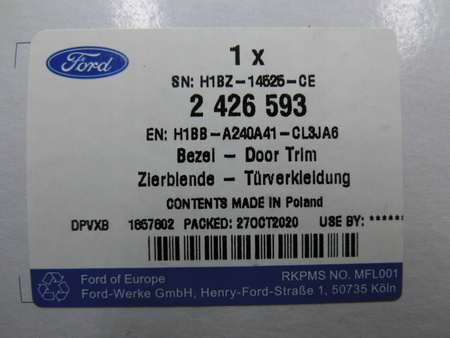 Ford
1 x
SN: H1BZ-14525-CE
2 426 593
EN: H1BB-A240A41-CL3JA6
Bezel - Door Trim
Zierblende - Türverkleidung
CONTENTS MADE IN Poland
DPVXB 1657602 PACKED: 27OCT2020 USE BY: ******
Ford of Europe RKPMS NO. MFL001
Ford-Werke GmbH, Henry-Ford-Straße 1, 50735 Köln